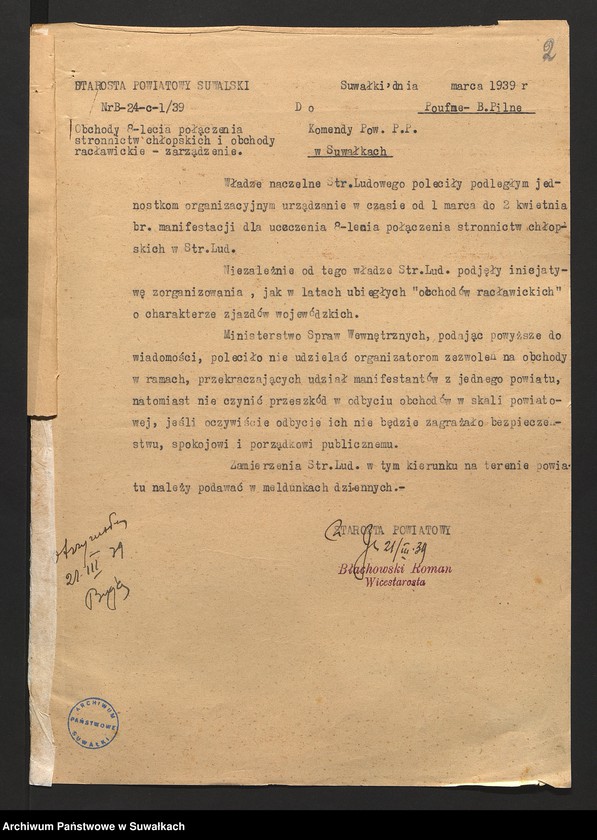 2
STAROSTA POWIATOWY SUWALSKI
Suwałki, dnia marca 1939 r
NrB-24-c-1/39
D o
Poufne- B.Pilne
Obchody 8-lecia połączenia
stronnictw chłopskich i obchody
racławickie - zarządzenie.
Komendy Pow. P.P.
w Suwałkach
Władze naczelne Str.Ludowego poleciły podległym jed-
nostkom organizacyjnym urządzanie w czasie od 1 marca do 2 kwietnia
br. manifestacji dla uczczenia 8-lecia połączenia stronnictw chłop-
skich w Str.Lud.
Niezależnie od tego władze Str.Lud. podjęły inicjaty-
wę zorganizowania , jak w latach ubiegłych "obchodów racławickich"
o charakterze zjazdów wojewódzkich.
Ministerstwo Spraw Wewnętrznych, podając powyższe do
wiadomości, poleciło nie udzielać organizatorom zezwoleń na obchody
w ramach, przekraczających udział manifestantów z jednego powiatu,
natomiast nie czynić przeszkód w odbyciu obchodów w skali powiato-
wej, jeśli oczywiście odbycie ich nie będzie zagrażało bezpieczeń-
stwu, spokojowi i porządkowi publicznemu.
Zamierzenia Str.Lud. w tym kierunku na terenie powia-
tu należy podawać w meldunkach dziennych.-
STAROSTA POWIATOWY
21/III.39
Błachowski Roman
Wicestarosta
21.III 39
ARCHIWUM
PAŃSTWOWE
SUWAŁKI
Archiwum Państwowe w Suwałkach